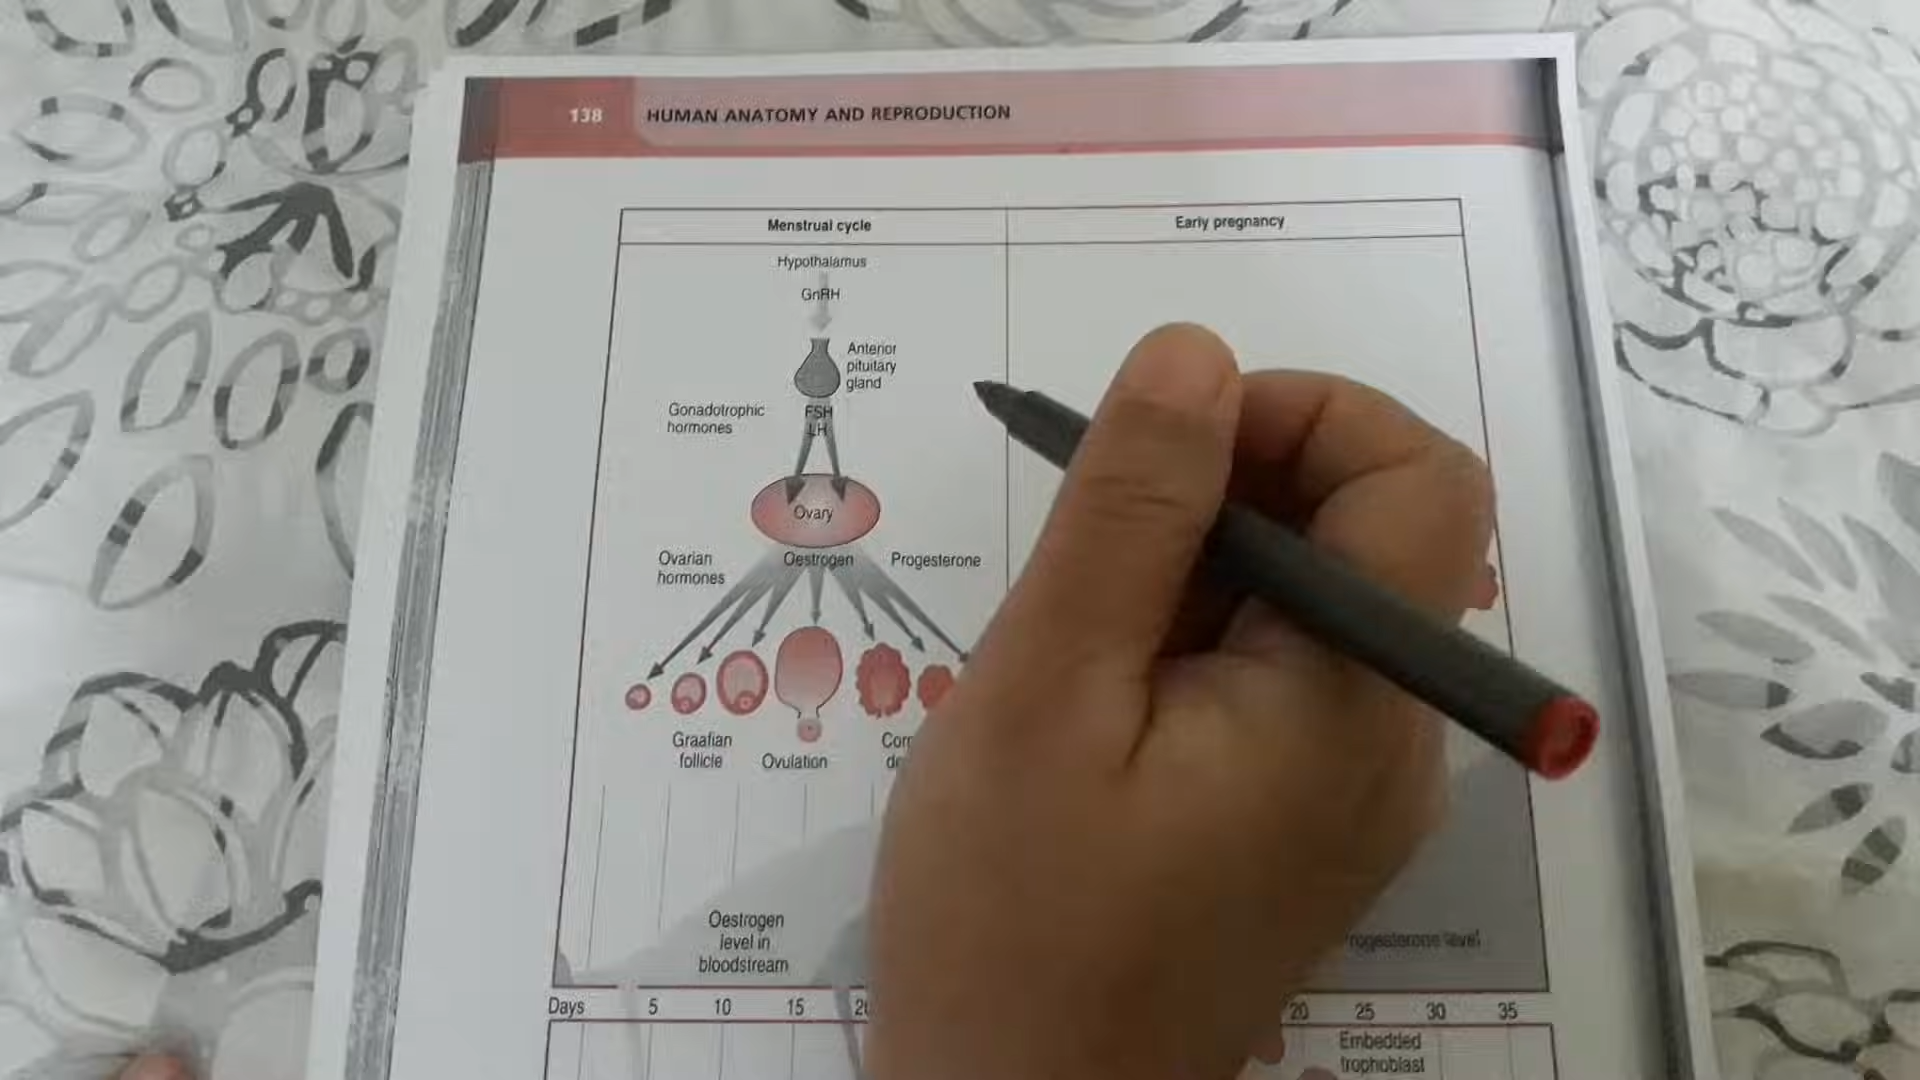 138 HUMAN ANATOMY AND REPRODUCTION
Menstrual cycle
Early pregnancy
Hypothalamus
GnRH
Anterior
pituitary
gland
Gonadotrophic
hormones
FSH
LH
Ovary
Ovarian
hormones
Oestrogen
Progesterone
Graafian
follicle
Ovulation
Oestrogen
level in
bloodstream
level
Days 5 10 15 20 25 30 35
Embedded
trophoblast